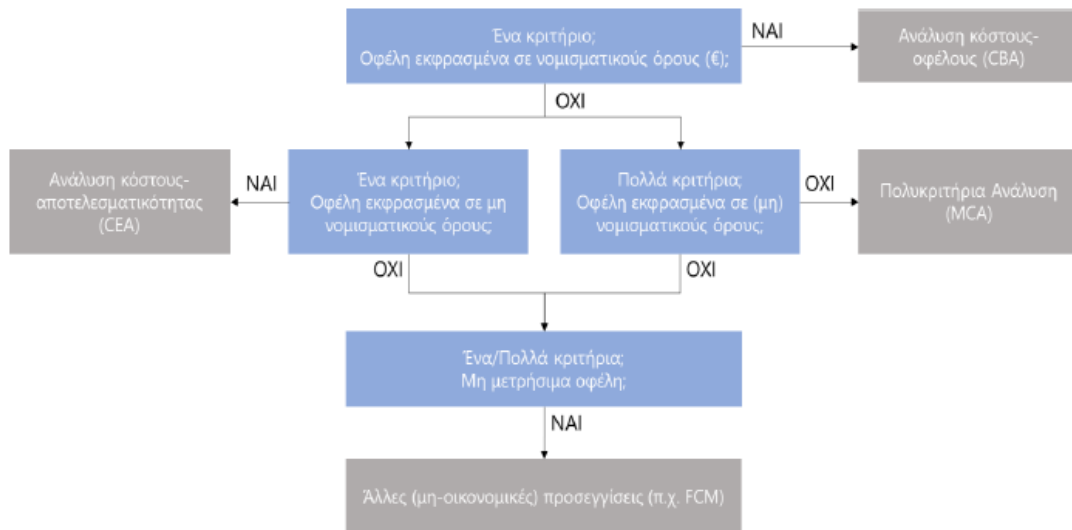 Ένα κριτήριο;
Οφέλη εκφρασμένα σε νομισματικούς όρους (€);
ΝΑΙ
Ανάλυση κόστους-
οφέλους (CBA)
ΟΧΙ
Ανάλυση κόστους-
αποτελεσματικότητας
(CEA)
ΝΑΙ
Ένα κριτήριο;
Οφέλη εκφρασμένα σε μη
νομισματικούς όρους;
Πολλά κριτήρια;
Οφέλη εκφρασμένα σε (μη)
νομισματικούς όρους;
ΟΧΙ
Πολυκριτήρια Ανάλυση
(MCA)
ΟΧΙ
ΟΧΙ
Ένα/Πολλά κριτήρια;
Μη μετρήσιμα οφέλη;
ΝΑΙ
Άλλες (μη-οικονομικές) προσεγγίσεις (π.χ. FCM)